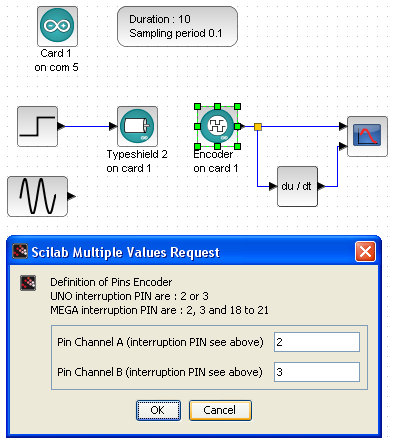 Duration : 10
Sampling period 0.1
Card 1
on com 5
Typeshield 2
on card 1
Encoder
on card 1
du / dt
Scilab Multiple Values Request
Definition of Pins Encoder
UNO interruption PIN are : 2 or 3
MEGA interruption PIN are : 2, 3 and 18 to 21
Pin Channel A (interruption PIN see above) 2
Pin Channel B (interruption PIN see above) 3
OK Cancel